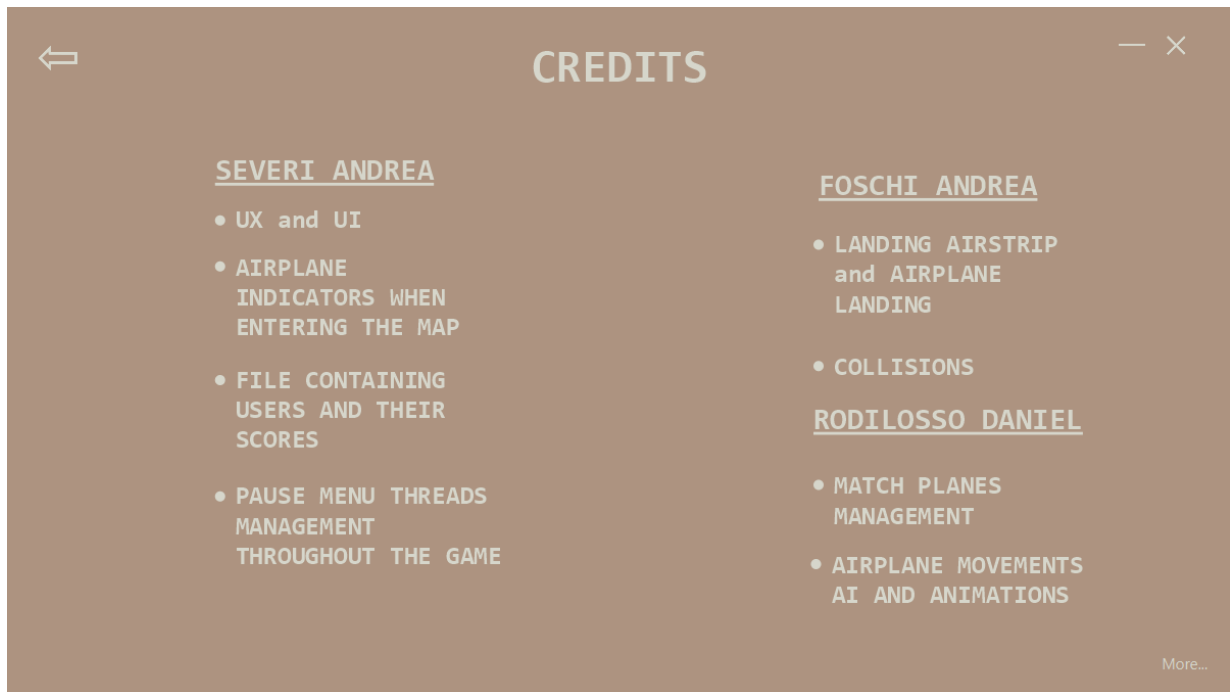 CREDITS
SEVERI ANDREA
• UX and UI
• AIRPLANE
INDICATORS WHEN
ENTERING THE MAP
• FILE CONTAINING
USERS AND THEIR
SCORES
• PAUSE MENU THREADS
MANAGEMENT
THROUGHOUT THE GAME
FOSCHI ANDREA
• LANDING AIRSTRIP
and AIRPLANE
LANDING
• COLLISIONS
RODILOSSO DANIEL
• MATCH PLANES
MANAGEMENT
• AIRPLANE MOVEMENTS
AI AND ANIMATIONS
More...